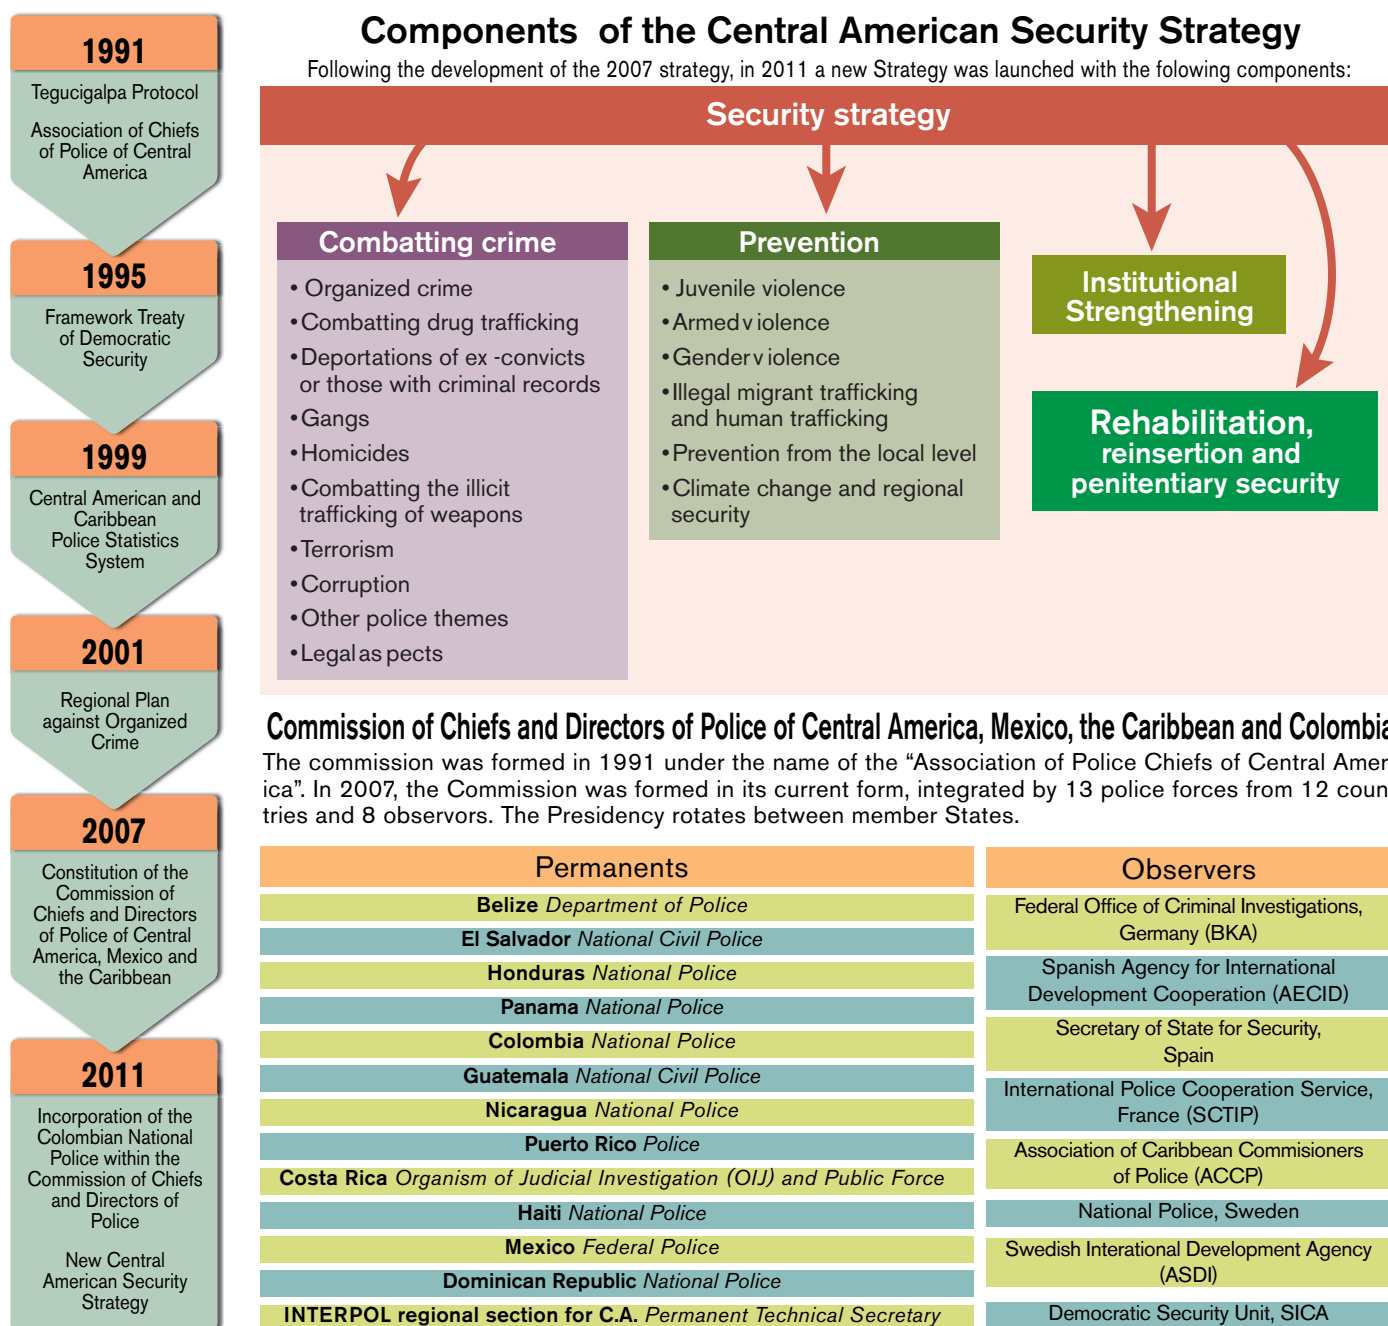 1991
Tegucigalpa Protocol
Association of Chiefs
of Police of Central
America
1995
Framework Treaty
of Democratic
Security
1999
Central American and
Caribbean
Police Statistics
System
2001
Regional Plan
against Organized
Crime
2007
Constitution of the
Commission of
Chiefs and Directors
of Police of Central
America, Mexico and
the Caribbean
2011
Incorporation of the
Colombian National
Police within the
Commission of Chiefs
and Directors of
Police
New Central
American Security
Strategy
Components of the Central American Security Strategy
Following the development of the 2007 strategy, in 2011 a new Strategy was launched with the folowing components:
Security strategy
Combatting crime
• Organized crime
• Combatting drug trafficking
• Deportations of ex -convicts
or those with criminal records
• Gangs
• Homicides
• Combatting the illicit
trafficking of weapons
• Terrorism
• Corruption
• Other police themes
• Legal as pects
Prevention
• Juvenile violence
• Armed v iolence
• Gender v iolence
• Illegal migrant trafficking
and human trafficking
• Prevention from the local level
• Climate change and regional
security
Institutional
Strengthening
Rehabilitation,
reinsertion and
penitentiary security
Commission of Chiefs and Directors of Police of Central America, Mexico, the Caribbean and Colombia
The commission was formed in 1991 under the name of the “Association of Police Chiefs of Central Amer
ica”. In 2007, the Commission was formed in its current form, integrated by 13 police forces from 12 coun
tries and 8 observors. The Presidency rotates between member States.
Permanents
Belize Department of Police
El Salvador National Civil Police
Honduras National Police
Panama National Police
Colombia National Police
Guatemala National Civil Police
Nicaragua National Police
Puerto Rico Police
Costa Rica Organism of Judicial Investigation (OIJ) and Public Force
Haiti National Police
Mexico Federal Police
Dominican Republic National Police
INTERPOL regional section for C.A. Permanent Technical Secretary
Observers
Federal Office of Criminal Investigations,
Germany (BKA)
Spanish Agency for International
Development Cooperation (AECID)
Secretary of State for Security,
Spain
International Police Cooperation Service,
France (SCTIP)
Association of Caribbean Commisioners
of Police (ACCP)
National Police, Sweden
Swedish Interational Development Agency
(ASDI)
Democratic Security Unit, SICA